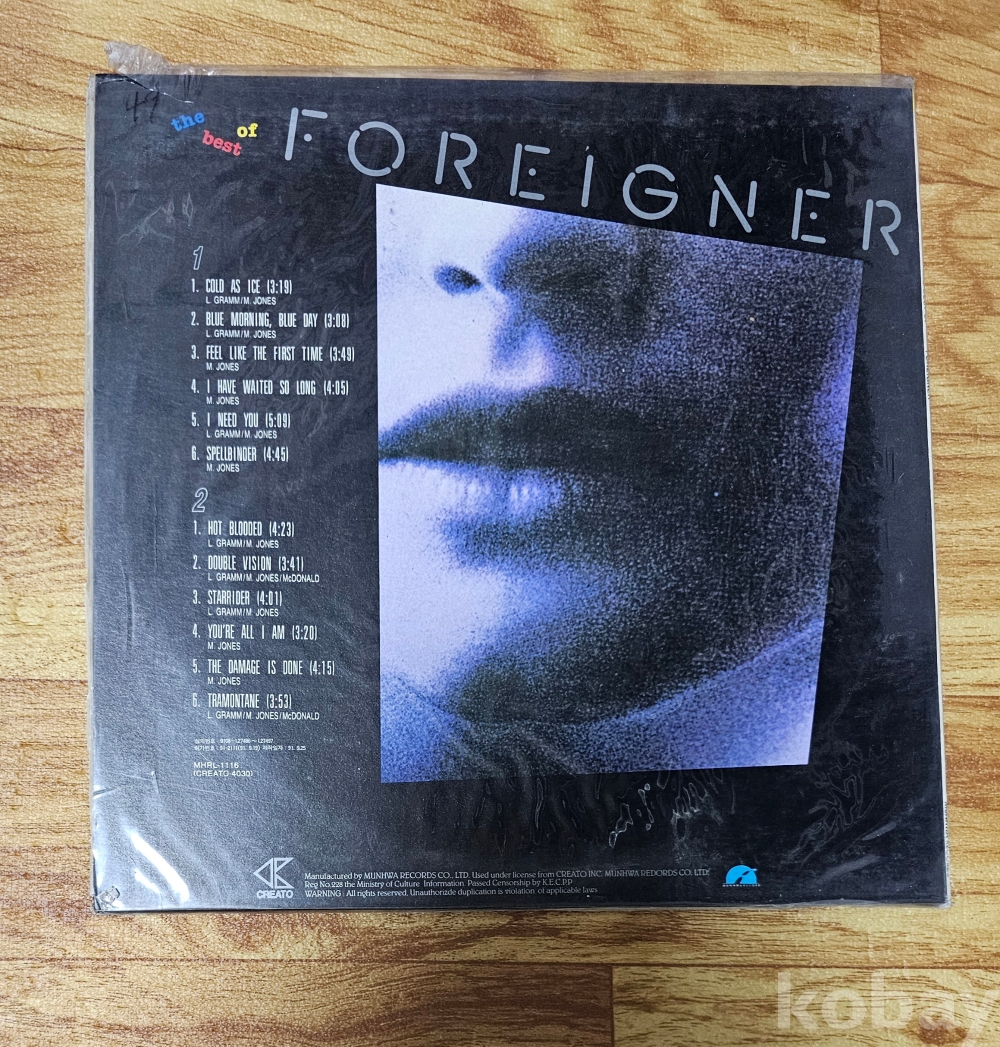 49
the best of FOREIGNER
1
1. COLD AS ICE (3:19)
L. GRAMM/M. JONES
2. BLUE MORNING, BLUE DAY (3:08)
L. GRAMM/M. JONES
3. FEEL LIKE THE FIRST TIME (3:49)
M. JONES
4. I HAVE WAITED SO LONG (4:05)
M. JONES
5. I NEED YOU (5:09)
L. GRAMM/M. JONES
6. SPELLBINDER (4:45)
M. JONES
2
1. HOT BLOODED (4:23)
L. GRAMM/M. JONES
2. DOUBLE VISION (3:41)
L. GRAMM/M. JONES/McDONALD
3. STARRIDER (4:01)
L. GRAMM/M. JONES
4. YOU'RE ALL I AM (3:20)
M. JONES
5. THE DAMAGE IS DONE (4:15)
M. JONES
6. TRAMONTANE (3:53)
L. GRAMM/M. JONES/McDONALD
MHRL-1116
(CREATO 4030)
CREATO
Manufactured by MUNHWA RECORDS CO., LTD. Used under license from CREATO INC. MUNHWA REDORDS CO. LTD.
Reg No.1228 the Ministry of Culture Information. Passed Censorship by K.E.C.P.P
WARNING : All rights reserved. Unauthorizde duplication is violation of applicable laws
kobay